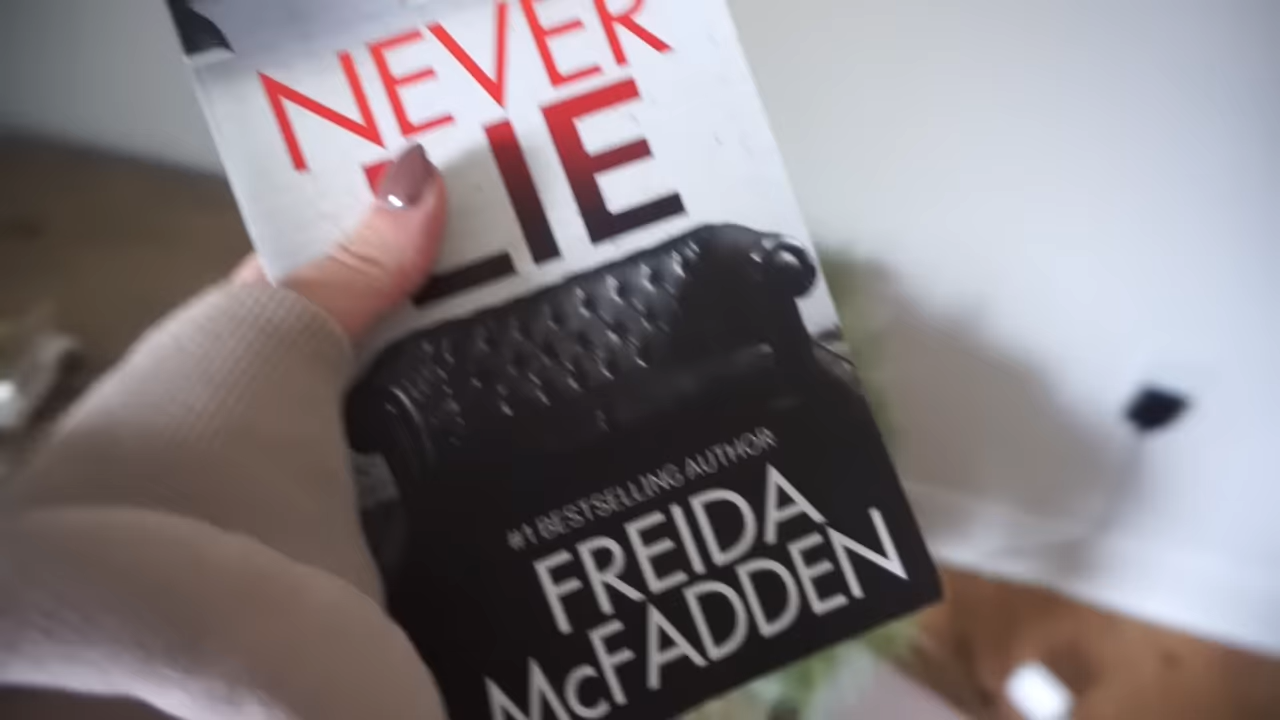 NEVER
LIE
#1 BESTSELLING AUTHOR
FREIDA
McFADDEN